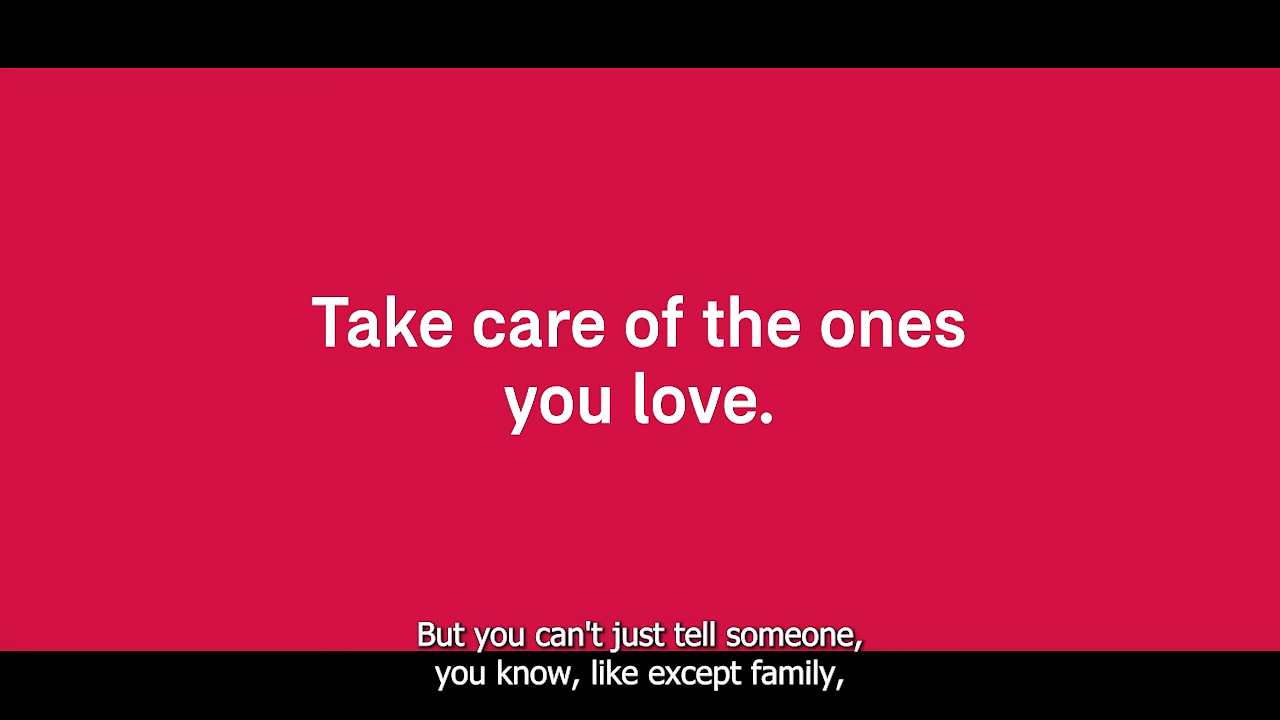 Take care of the ones
you love.
But you can't just tell someone,
you know, like except family,